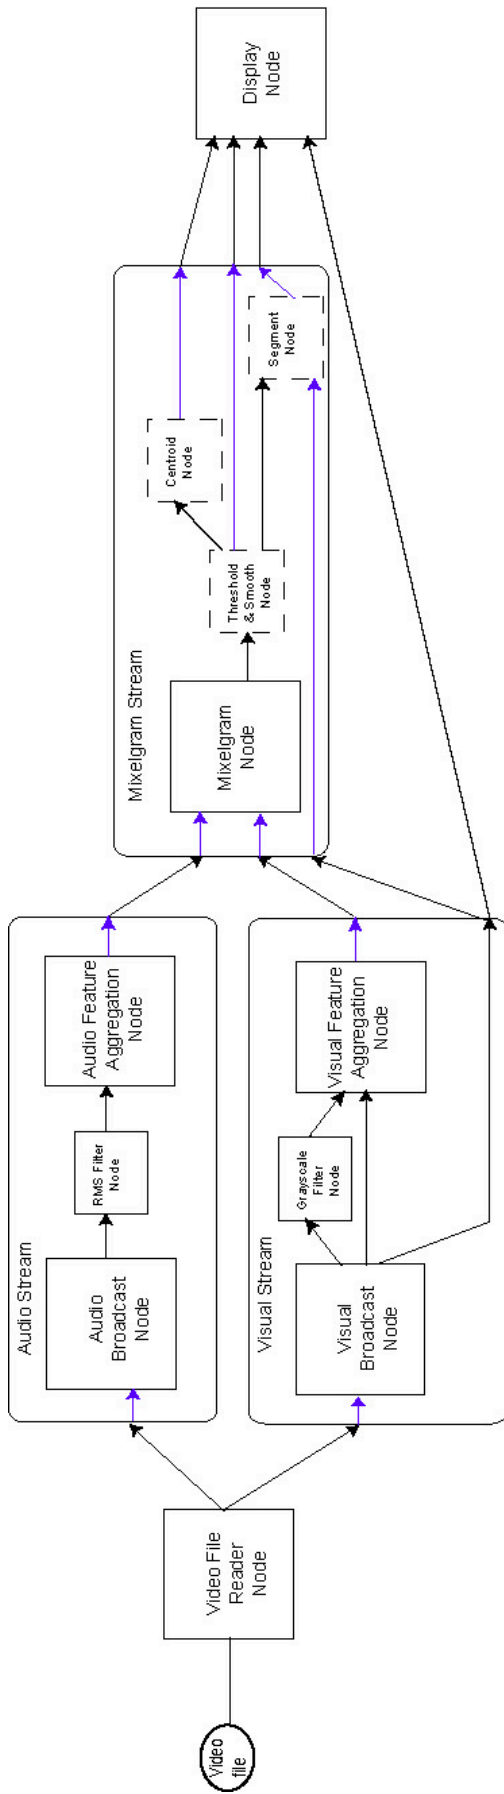 Video
file
Video File
Reader
Node
Audio Stream
Audio
Broadcast
Node
RMS Filter
Node
Audio Feature
Aggregation
Node
Visual Stream
Visual
Broadcast
Node
Grayscale
Filter
Node
Visual Feature
Aggregation
Node
Mixelgram Stream
Mixelgram
Node
Threshold
& Smooth
Node
Centroid
Node
Segment
Node
Display
Node